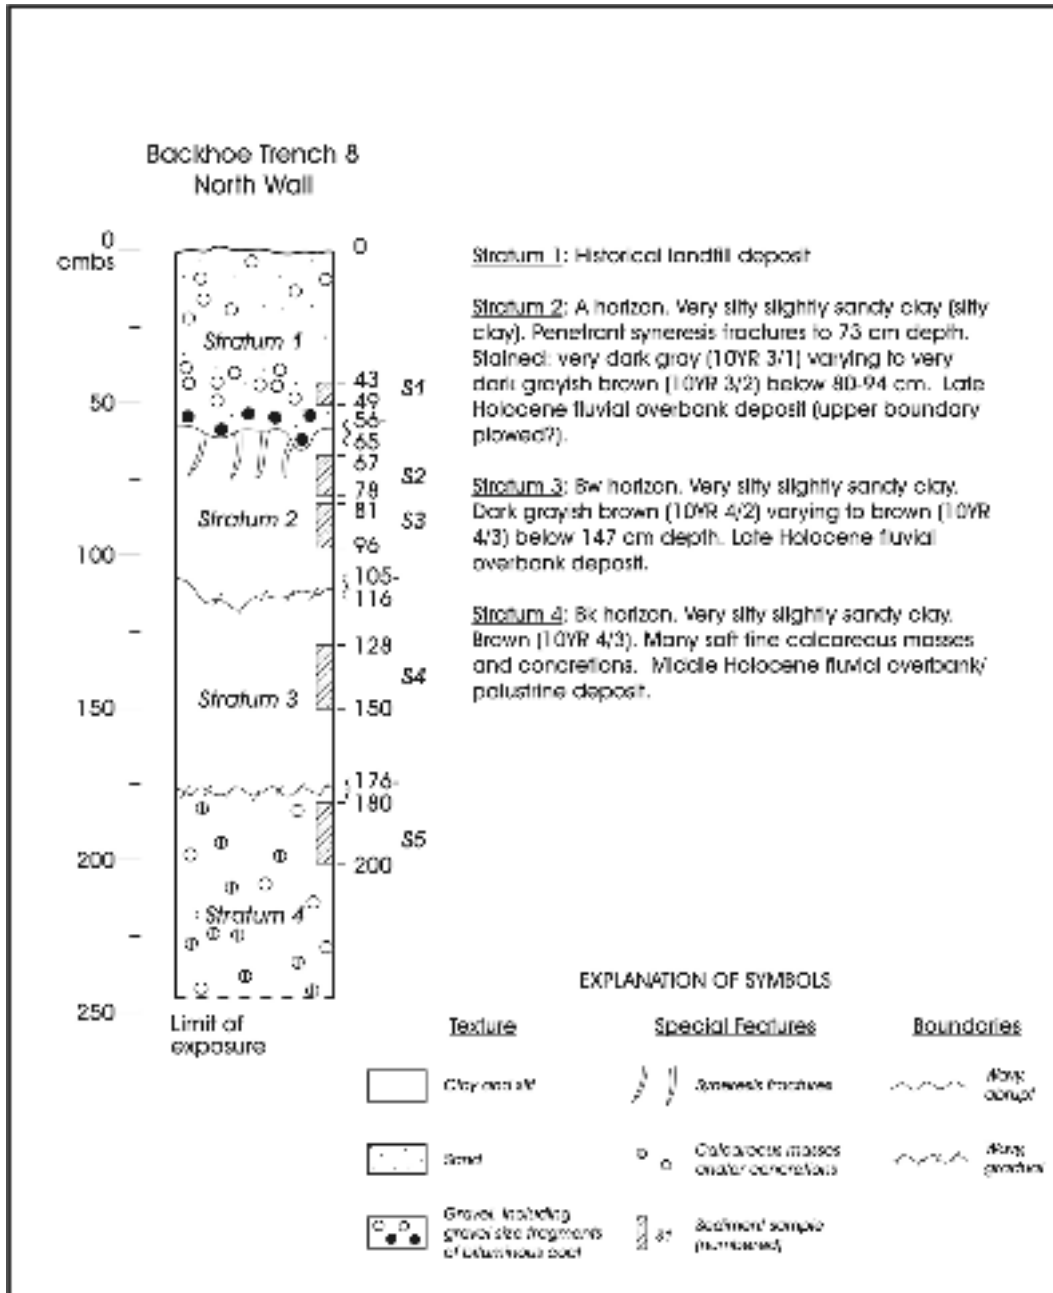 Backhoe Trench 8
North Wall
0
cmbs
50
100
150
200
250
0
43
49
56-
65
67
78
81
96
105-
116
128
150
176-
180
200
S1
S2
S3
S4
S5
Stratum 1
Stratum 2
Stratum 3
Stratum 4
Limit of
exposure
Stratum 1: Historical landfill deposit
Stratum 2: A horizon. Very silty slightly sandy clay (silty
clay). Penetrant syneresis fractures to 73 cm depth.
Stained: very dark gray (10YR 3/1) varying to very
dark grayish brown (10YR 3/2) below 80-94 cm. Late
Holocene fluvial overbank deposit (upper boundary
plowed?).
Stratum 3: Bw horizon. Very silty slightly sandy clay.
Dark grayish brown (10YR 4/2) varying to brown (10YR
4/3) below 147 cm depth. Late Holocene fluvial
overbank deposit.
Stratum 4: Bk horizon. Very silty slightly sandy clay.
Brown (10YR 4/3). Many soft fine calcareous masses
and concretions. Middle Holocene fluvial overbank/
palustrine deposit.
EXPLANATION OF SYMBOLS
Texture
Clay and silt
Sand
Gravel, including
gravel size fragments
of bituminous coal
Special Features
Syneresis fractures
Calcareous masses
and/or concretions
S1
Sediment sample
(numbered)
Boundaries
Wavy,
abrupt
Wavy,
gradual